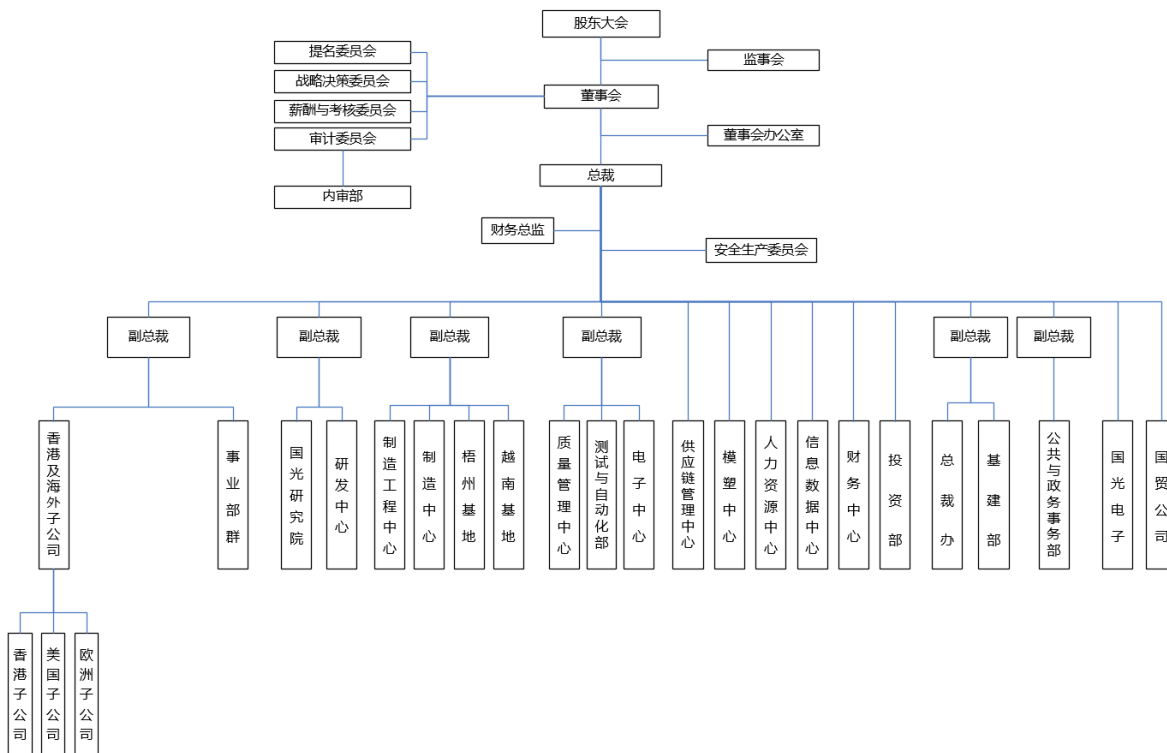 股东大会
提名委员会
监事会
战略决策委员会
董事会
薪酬与考核委员会
审计委员会
董事会办公室
总裁
内审部
财务总监
安全生产委员会
副总裁
副总裁
副总裁
副总裁
副总裁
副总裁
香港及海外子公司
事业部群
国光研究院
研发中心
制造工程中心
制造中心
梧州基地
越南基地
质量管理中心
测试与自动化部
电子中心
供应链管理中心
模塑中心
人力资源中心
信息数据中心
财务中心
投资部
总裁办
基建部
公共与政务事务部
国光电子
国贸公司
香港子公司
美国子公司
欧洲子公司